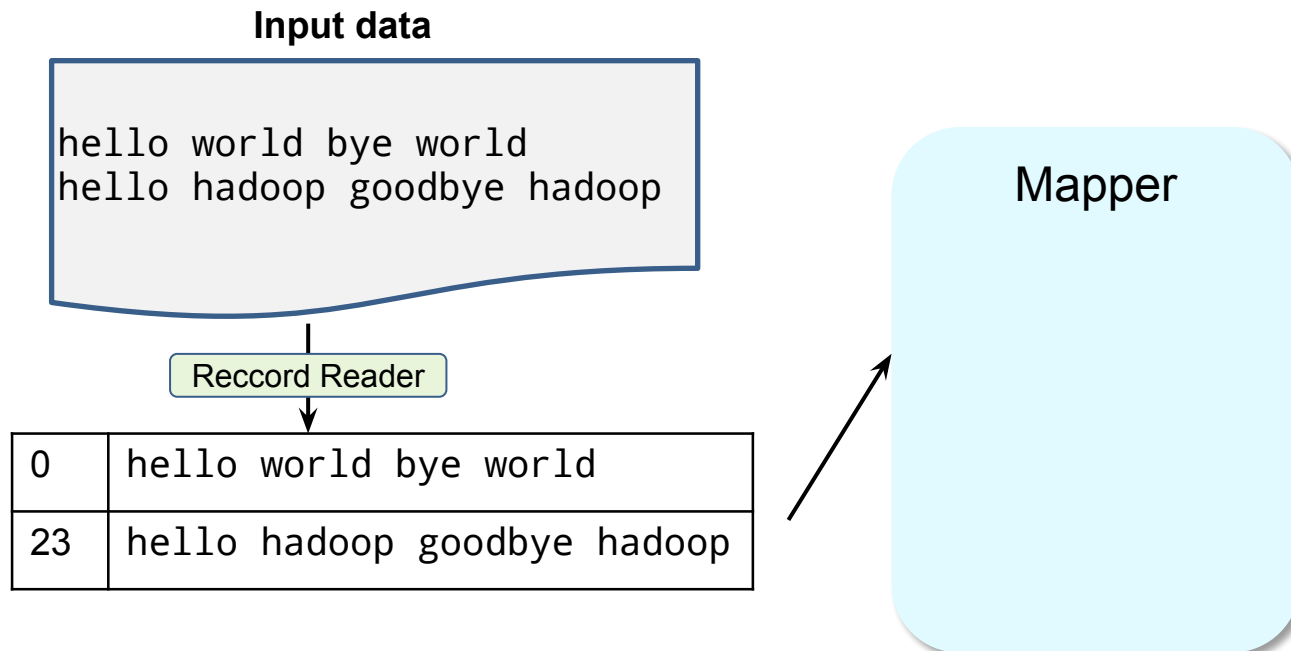 Input data
hello world bye world
hello hadoop goodbye hadoop
Mapper
Reccord Reader
0 hello world bye world
23 hello hadoop goodbye hadoop